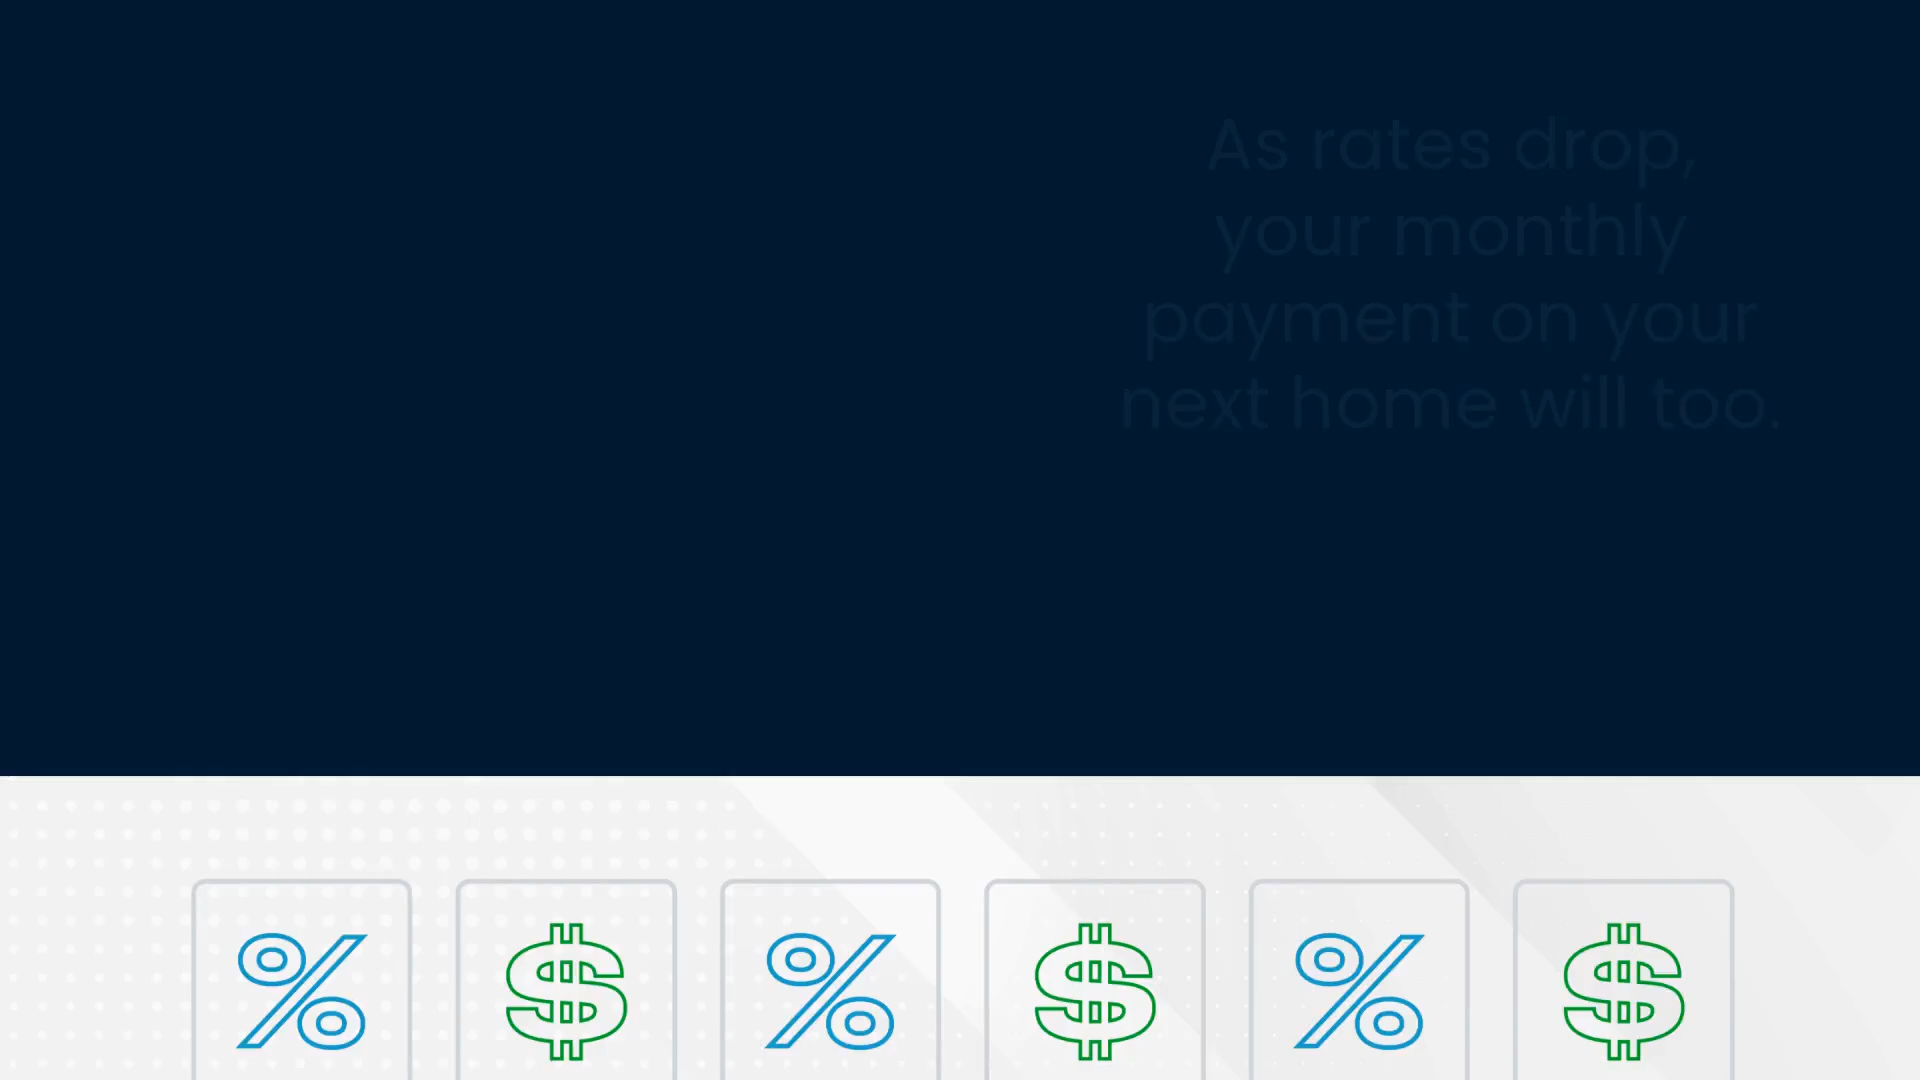 As rates drop,
your monthly
payment on your
next home will too.
% $ % $ % $